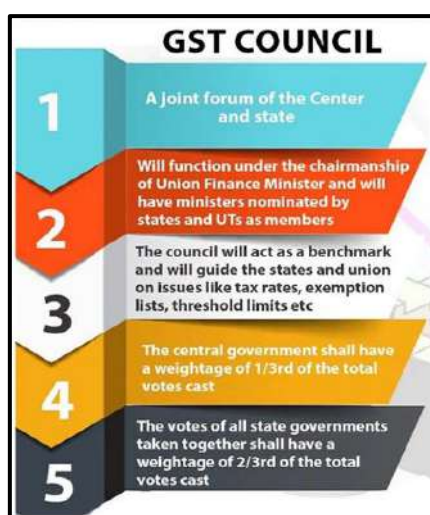 GST COUNCIL
1
A joint forum of the Center
and state
2
Will function under the chairmanship
of Union Finance Minister and will
have ministers nominated by
states and UTs as members
3
The council will act as a benchmark
and will guide the states and union
on issues like tax rates, exemption
lists, threshold limits etc
4
The central government shall have
a weightage of 1/3rd of the total
votes cast
5
The votes of all state governments
taken together shall have a
weightage of 2/3rd of the total
votes cast